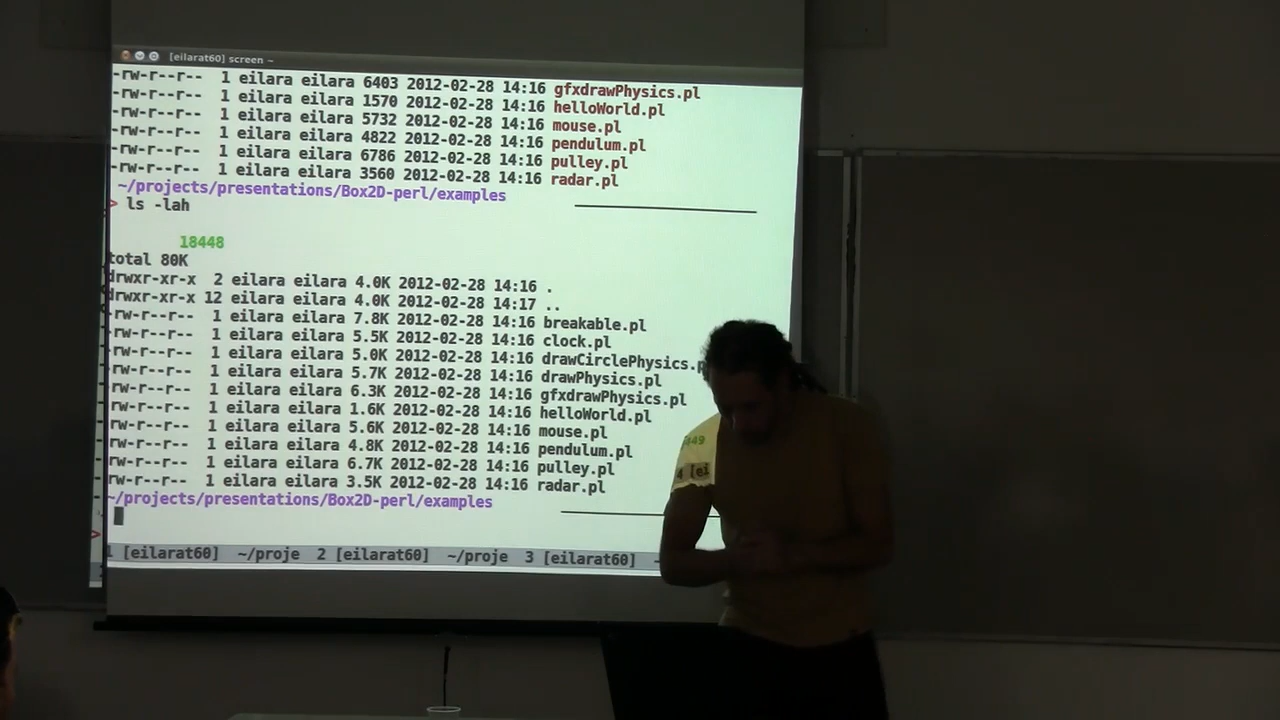 [eilarat60] screen ~
-rw-r--r-- 1 eilara eilara 6403 2012-02-28 14:16 gfxdrawPhysics.pl
-rw-r--r-- 1 eilara eilara 1570 2012-02-28 14:16 helloWorld.pl
-rw-r--r-- 1 eilara eilara 5732 2012-02-28 14:16 mouse.pl
-rw-r--r-- 1 eilara eilara 4822 2012-02-28 14:16 pendulum.pl
-rw-r--r-- 1 eilara eilara 6786 2012-02-28 14:16 pulley.pl
-rw-r--r-- 1 eilara eilara 3560 2012-02-28 14:16 radar.pl
~/projects/presentations/Box2D-perl/examples
> ls -lah
18448
total 80K
drwxr-xr-x 2 eilara eilara 4.0K 2012-02-28 14:16 .
drwxr-xr-x 12 eilara eilara 4.0K 2012-02-28 14:17 ..
-rw-r--r-- 1 eilara eilara 7.8K 2012-02-28 14:16 breakable.pl
-rw-r--r-- 1 eilara eilara 5.5K 2012-02-28 14:16 clock.pl
-rw-r--r-- 1 eilara eilara 5.0K 2012-02-28 14:16 drawCirclePhysics.p
-rw-r--r-- 1 eilara eilara 5.7K 2012-02-28 14:16 drawPhysics.pl
-rw-r--r-- 1 eilara eilara 6.3K 2012-02-28 14:16 gfxdrawPhysics.pl
-rw-r--r-- 1 eilara eilara 1.6K 2012-02-28 14:16 helloWorld.pl
-rw-r--r-- 1 eilara eilara 5.6K 2012-02-28 14:16 mouse.pl
-rw-r--r-- 1 eilara eilara 4.8K 2012-02-28 14:16 pendulum.pl
-rw-r--r-- 1 eilara eilara 6.7K 2012-02-28 14:16 pulley.pl
-rw-r--r-- 1 eilara eilara 3.5K 2012-02-28 14:16 radar.pl
~/projects/presentations/Box2D-perl/examples
449
>
1 [eilarat60] ~/proje 2 [eilarat60] ~/proje 3 [eilarat60] ~ 4 [ei